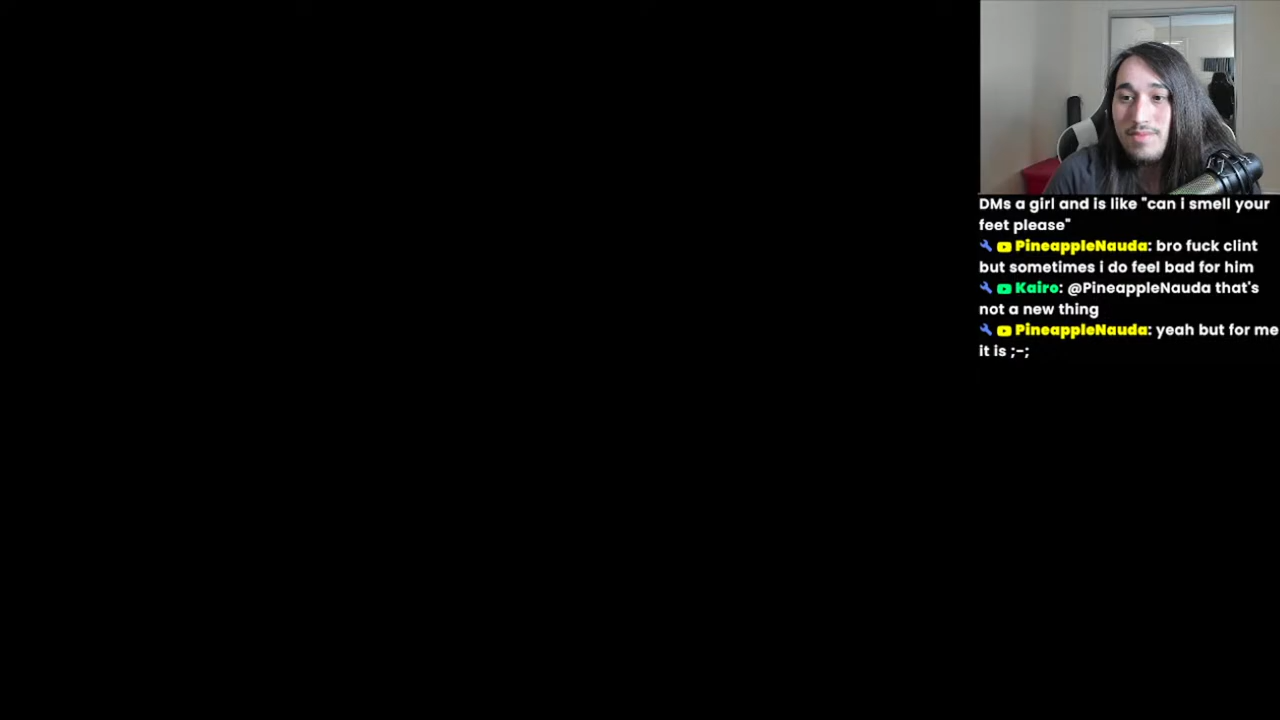 DMs a girl and is like "can i smell your
feet please"
PineappleNauda: bro fuck clint
but sometimes i do feel bad for him
Kairo: @PineappleNauda that's
not a new thing
PineappleNauda: yeah but for me
it is ;-;